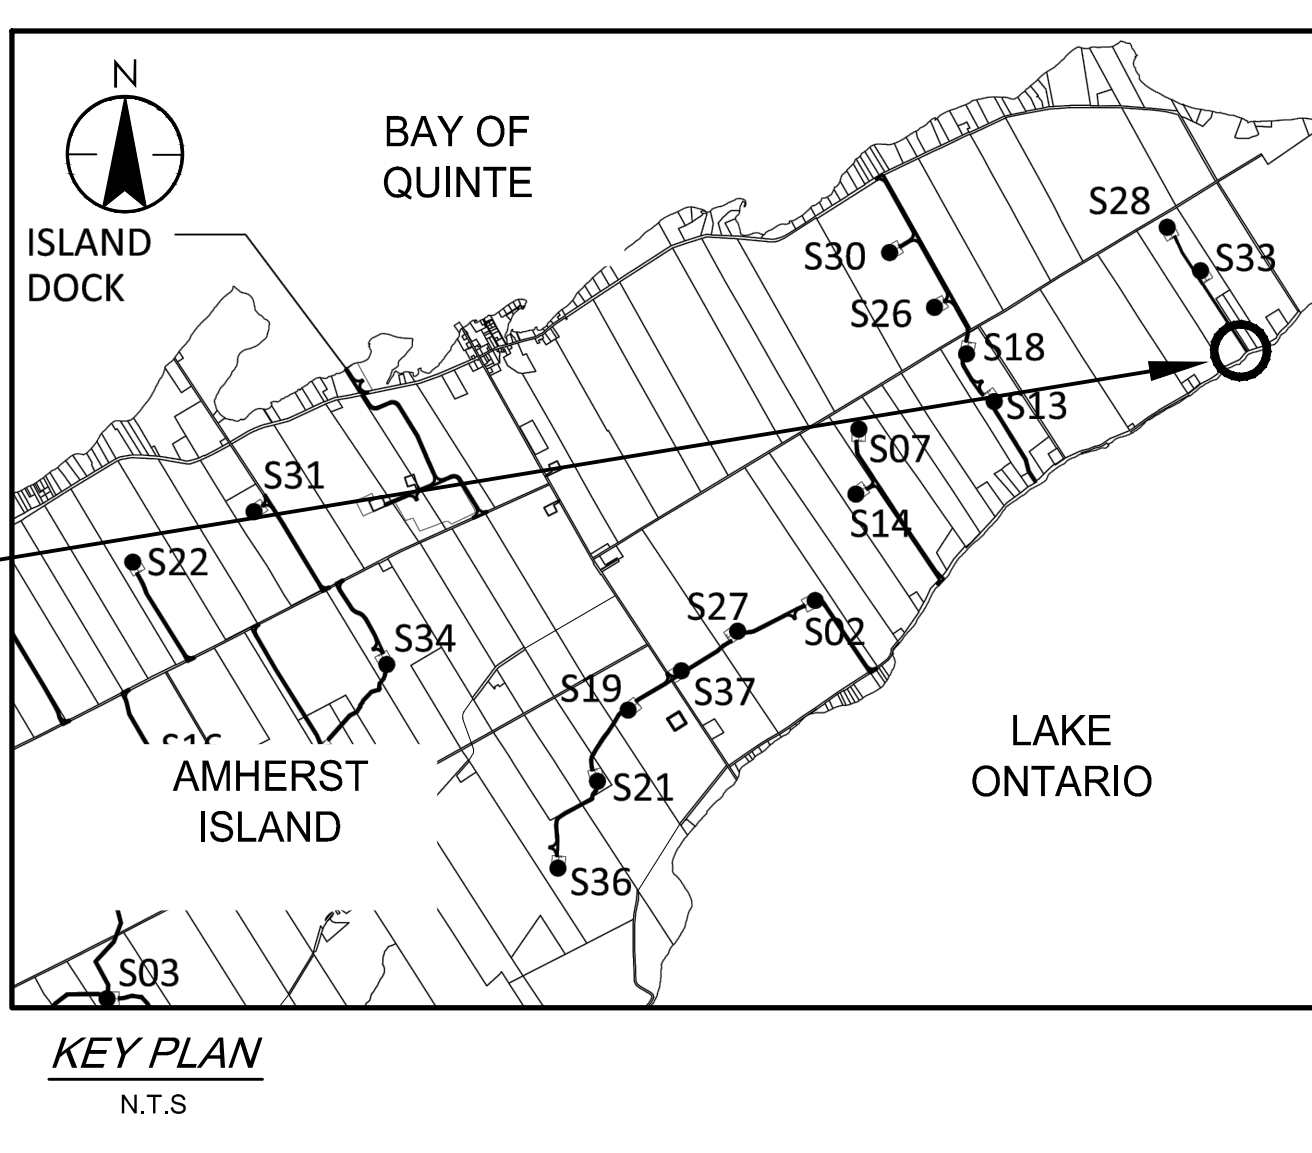 N
BAY OF
QUINTE
ISLAND
DOCK
S28
S33
S30
S26
S18
S13
S07
S14
S31
S22
S34
S27
S02
S19
S37
S21
S36
S16
AMHERST
ISLAND
LAKE
ONTARIO
S03
KEY PLAN
N.T.S